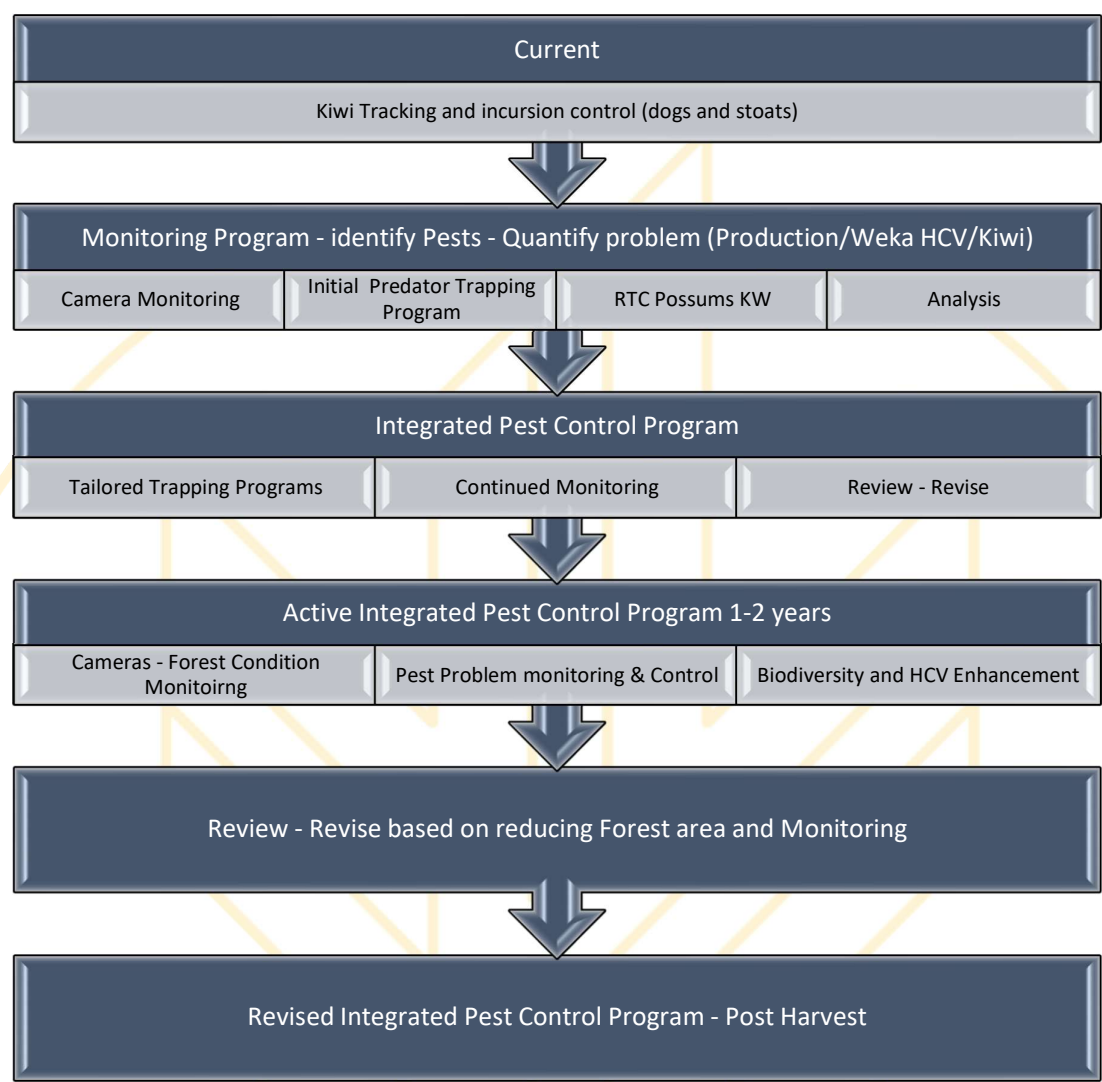 Current
Kiwi Tracking and incursion control (dogs and stoats)
Monitoring Program - identify Pests - Quantify problem (Production/Weka HCV/Kiwi)
Camera Monitoring
Initial Predator Trapping
Program
RTC Possums KW
Analysis
Integrated Pest Control Program
Tailored Trapping Programs
Continued Monitoring
Review - Revise
Active Integrated Pest Control Program 1-2 years
Cameras - Forest Condition
Monitoirng
Pest Problem monitoring & Control
Biodiversity and HCV Enhancement
Review - Revise based on reducing Forest area and Monitoring
Revised Integrated Pest Control Program - Post Harvest